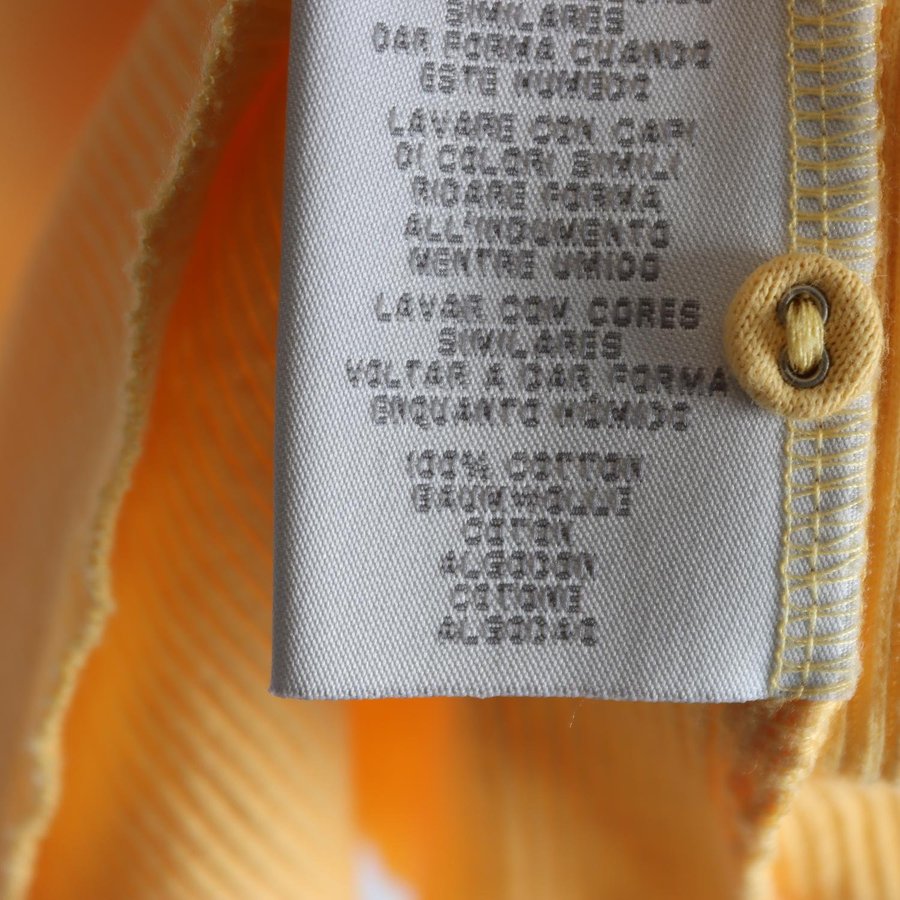 SIMILARES
DAR FORMA CUANDO
ESTE HUMEDO
LAVARE CON CAPI
DI COLORI SIMILI
RIDARE FORMA
ALL'INDUMENTO
MENTRE UMIDO
LAVAR COM CORES
SIMILARES
VOLTAR A DAR FORMA
ENQUANTO HÚMIDO
100% COTTON
BAUMWOLLE
COTON
ALGODON
COTONE
ALGODAO